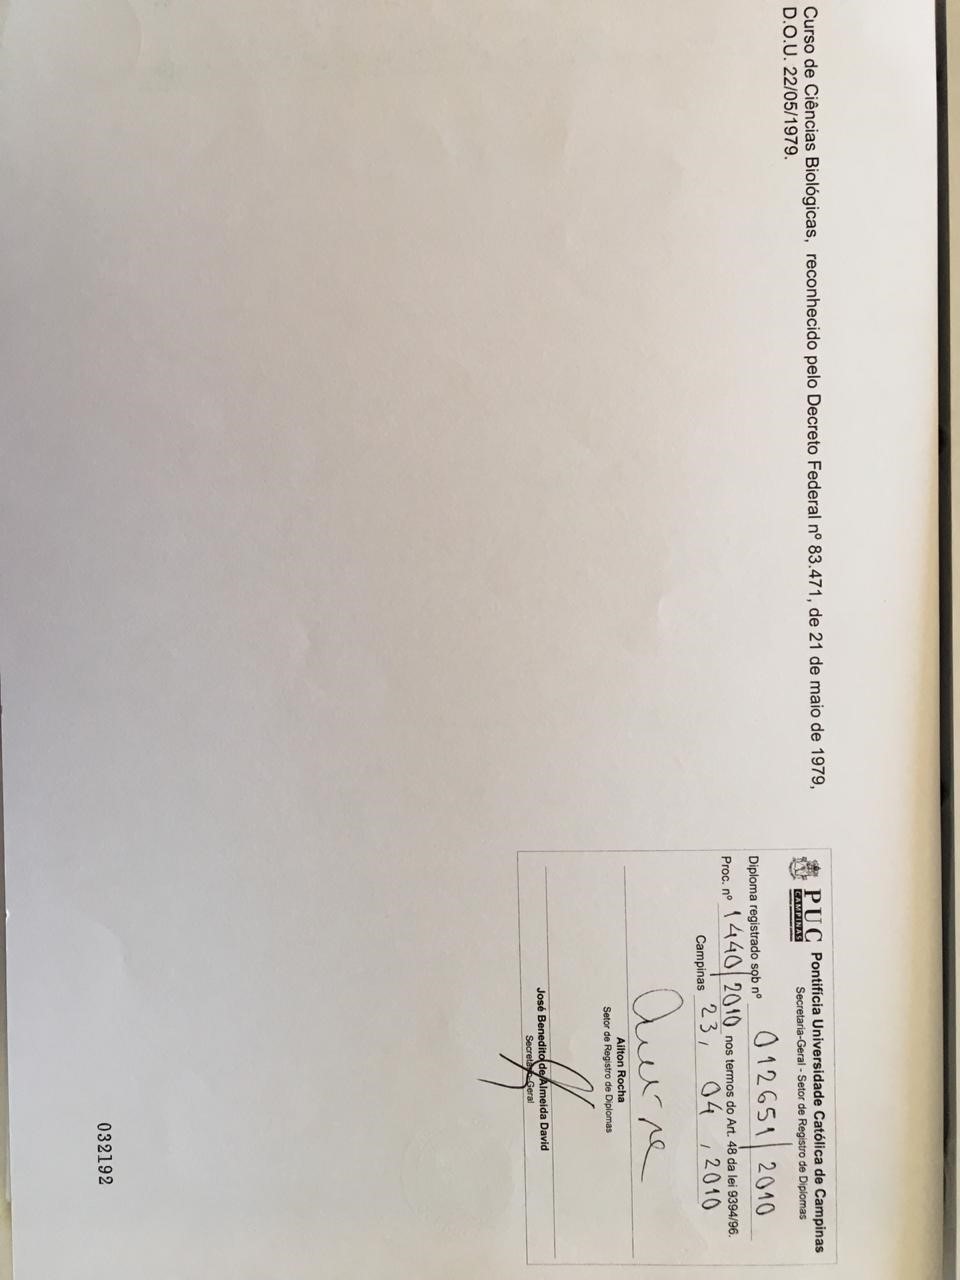 Curso de Ciências Biológicas, reconhecido pelo Decreto Federal nº 83.471, de 21 de maio de 1979,
D.O.U. 22/05/1979.
PUC
CAMPINAS
Pontifícia Universidade Católica de Campinas
Secretaria-Geral - Setor de Registro de Diplomas
Diploma registrado sob nº 012651/2010
Proc. nº 1440/2010 nos termos do Art. 48 da lei 9394/96.
Campinas 23, 04, 2010
Ailton Rocha
Setor de Registro de Diplomas
José Benedito de Almeida David
Secretário Geral
032192